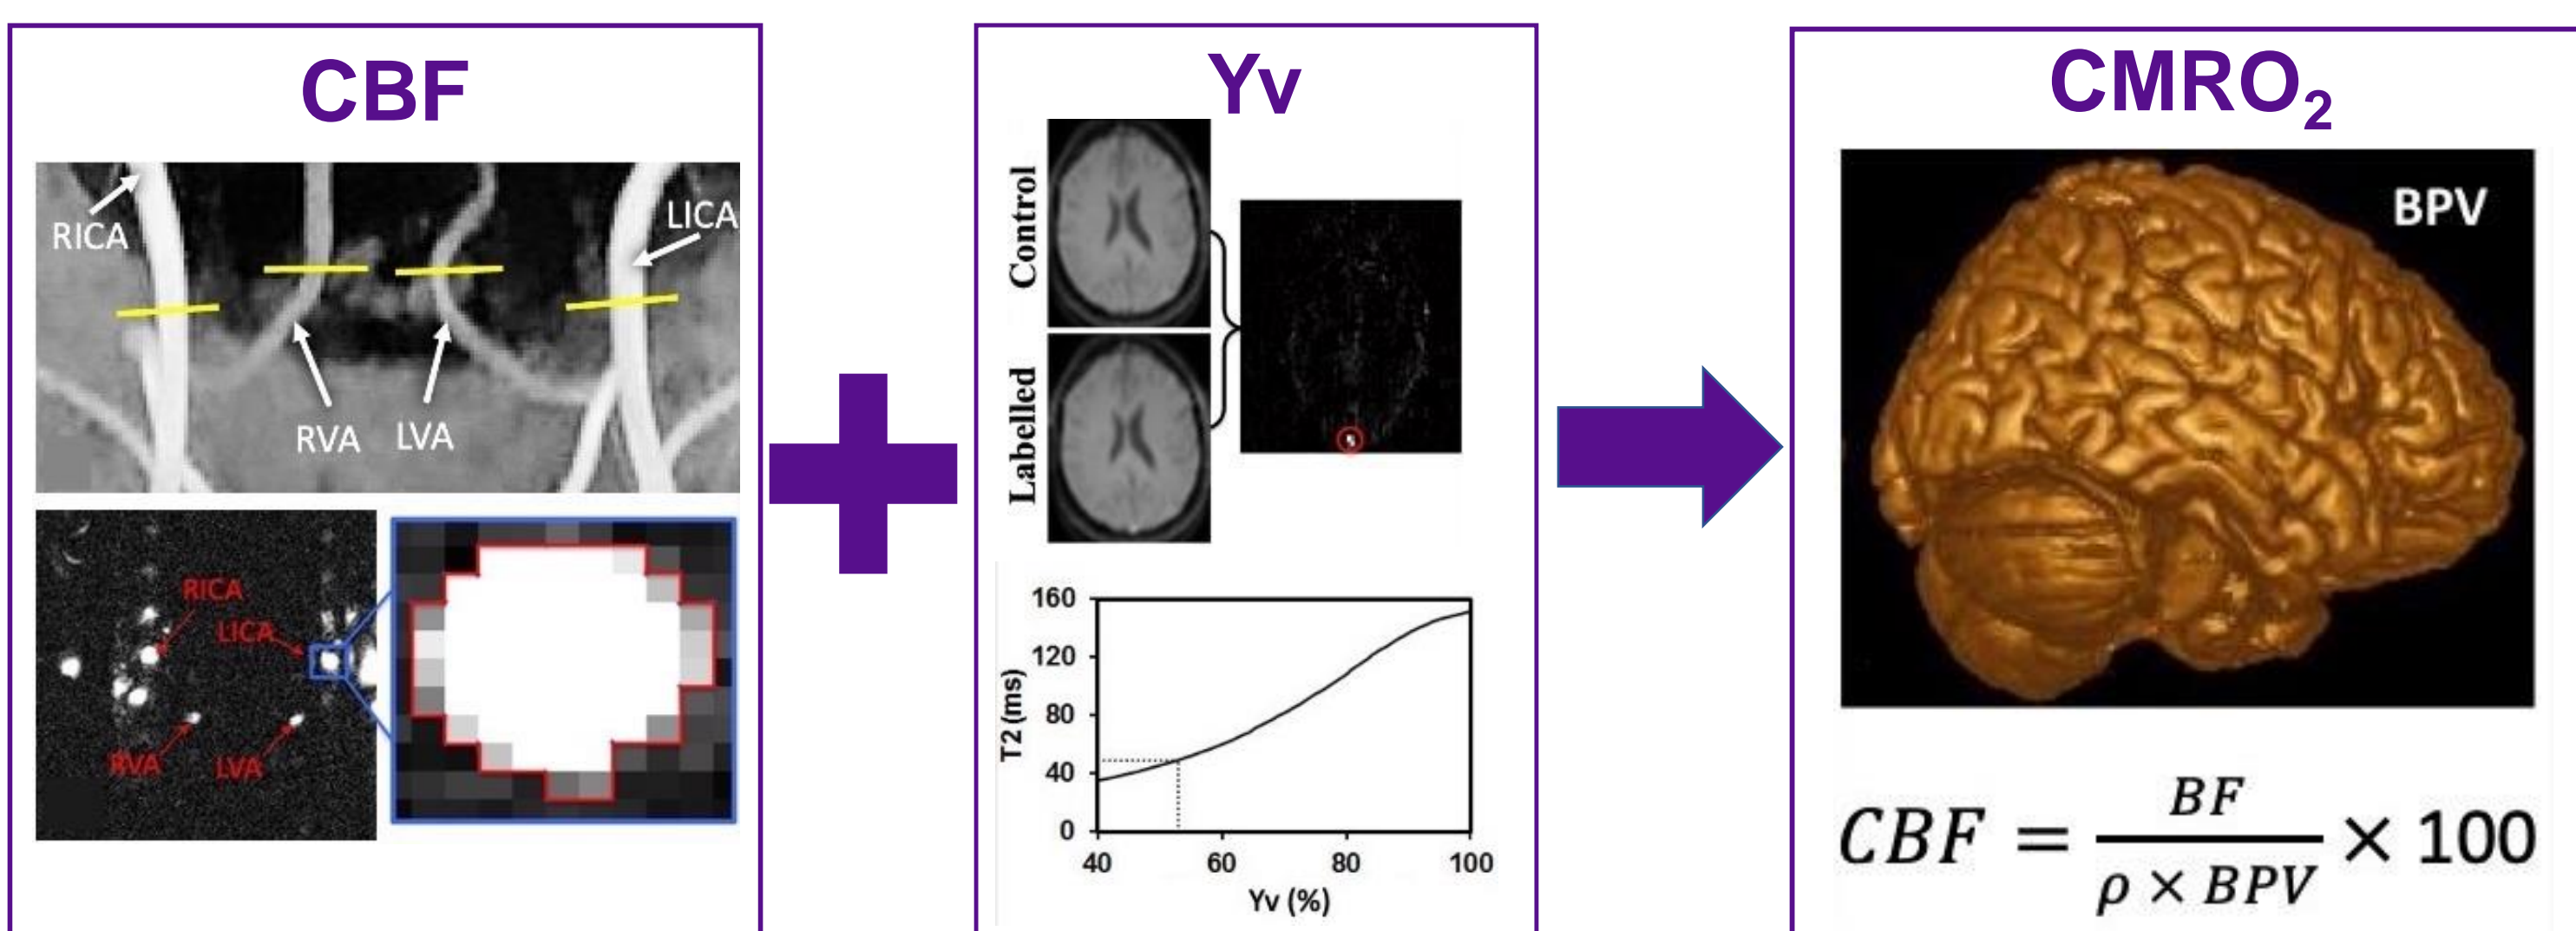 CBF
RICA
LICA
RVA
LVA
RICA
LICA
RVA
LVA
Yv
Control
Labelled
T2 (ms)
160
120
80
40
0
40 60 80 100
Yv (%)
CMRO₂
BPV
CBF = BF / ρ × BPV × 100